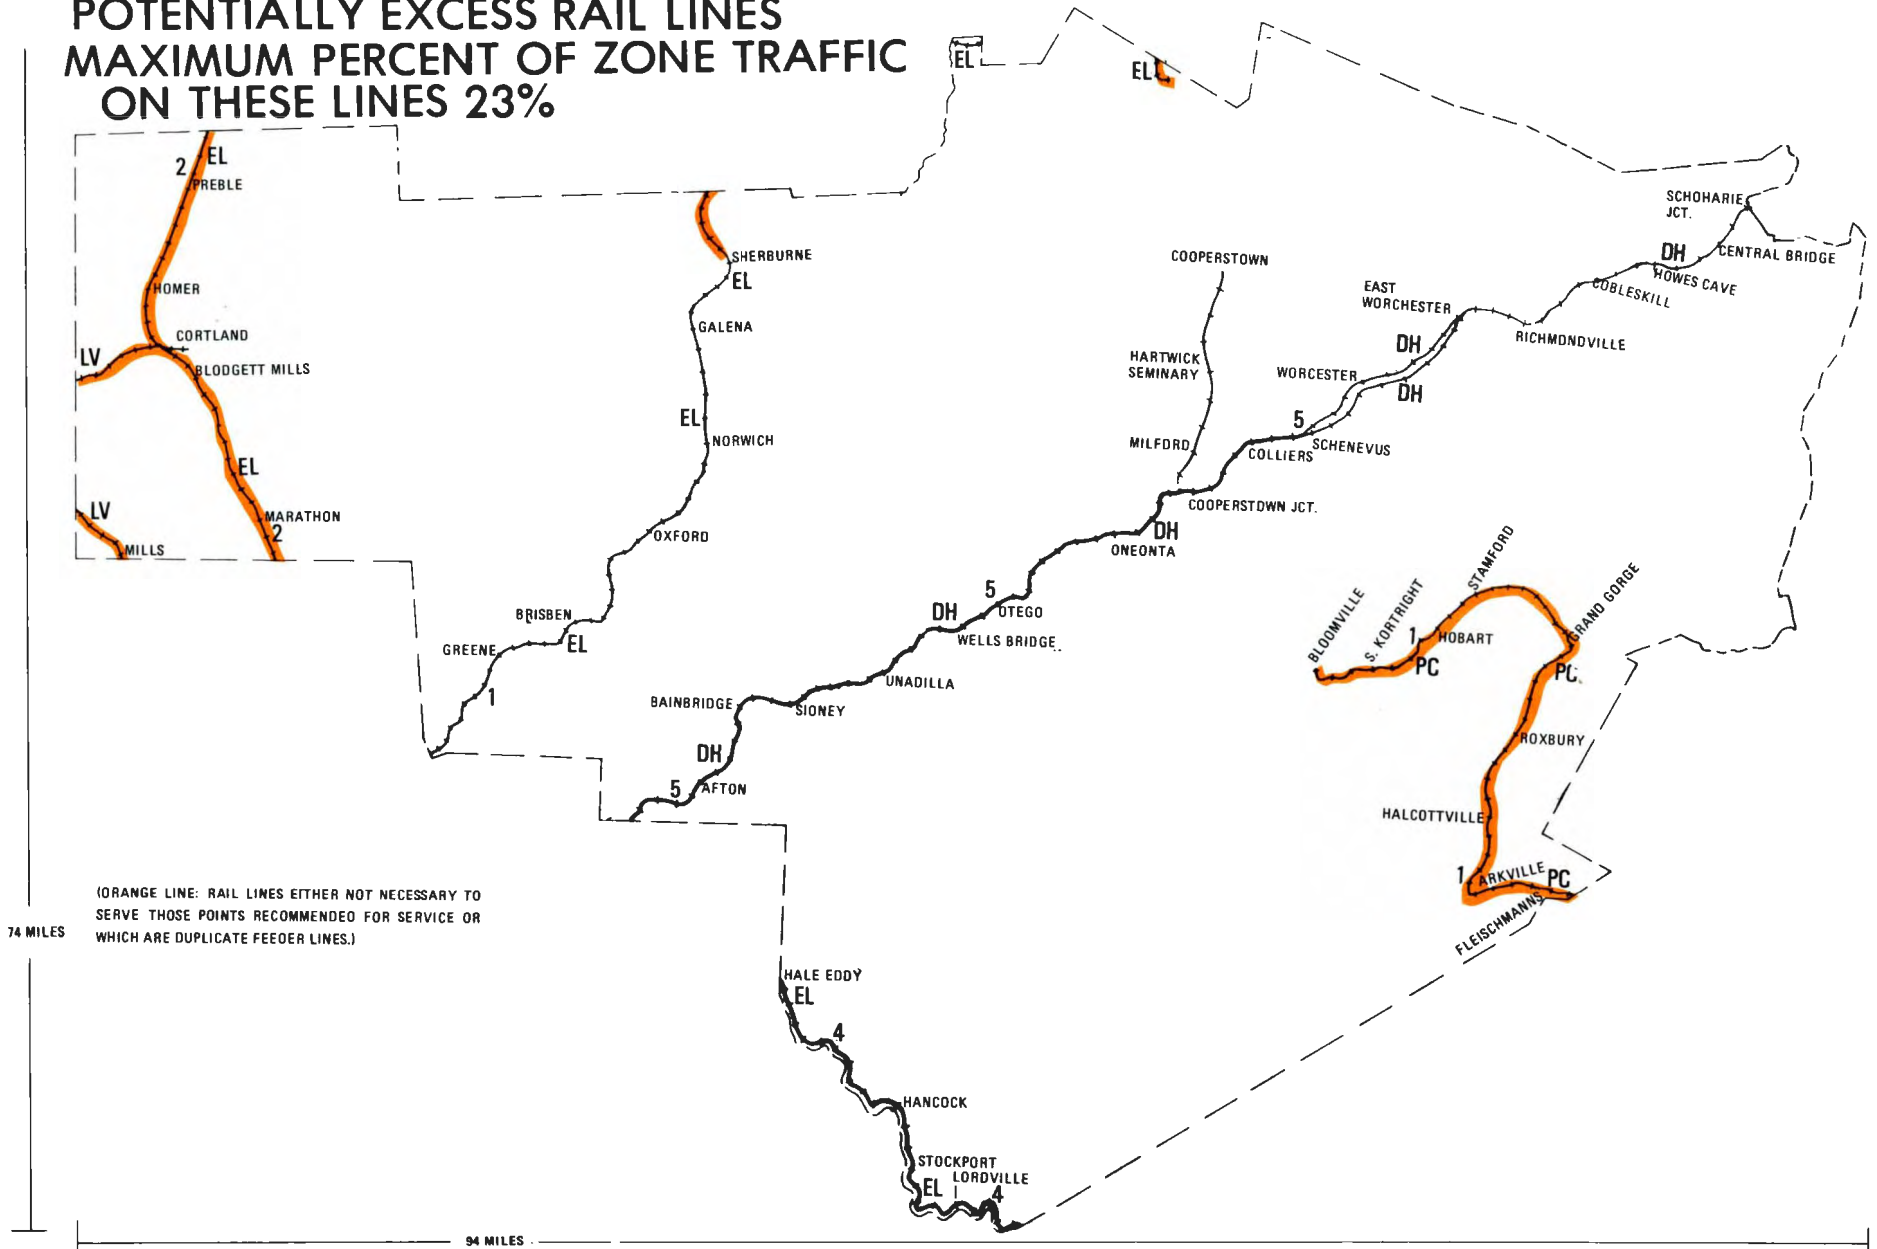 POTENTIALLY EXCESS RAIL LINES
MAXIMUM PERCENT OF ZONE TRAFFIC
ON THESE LINES 23%
EL
EL
2
EL
PREBLE
HOMER
CORTLAND
LV
BLODGETT MILLS
EL
LV
MARATHON
2
MILLS
SHERBURNE
EL
GALENA
EL
NORWICH
OXFORD
BRISBEN
EL
GREENE
1
SCHOHARIE
JCT.
DH
CENTRAL BRIDGE
HOWES CAVE
COBLESKILL
COOPERSTOWN
EAST
WORCHESTER
RICHMONDVILLE
DH
HARTWICK
SEMINARY
WORCESTER
DH
5
MILFORD
SCHENEVUS
COLLIERS
COOPERSTOWN JCT.
DH
ONEONTA
5
OTEGO
DH
WELLS BRIDGE
UNADILLA
BAINBRIDGE
SIONEY
DH
5
AFTON
BLOOMVILLE
S. KORTRIGHT
STAMFORD
GRAND GORGE
1
HOBART
PC
PC
ROXBURY
HALCOTTVILLE
1
ARKVILLE
PC
FLEISCHMANNS
(ORANGE LINE: RAIL LINES EITHER NOT NECESSARY TO
SERVE THOSE POINTS RECOMMENDED FOR SERVICE OR
WHICH ARE DUPLICATE FEEDER LINES.)
74 MILES
HALE EDDY
EL
4
HANCOCK
STOCKPORT
LORDVILLE
EL
4
94 MILES